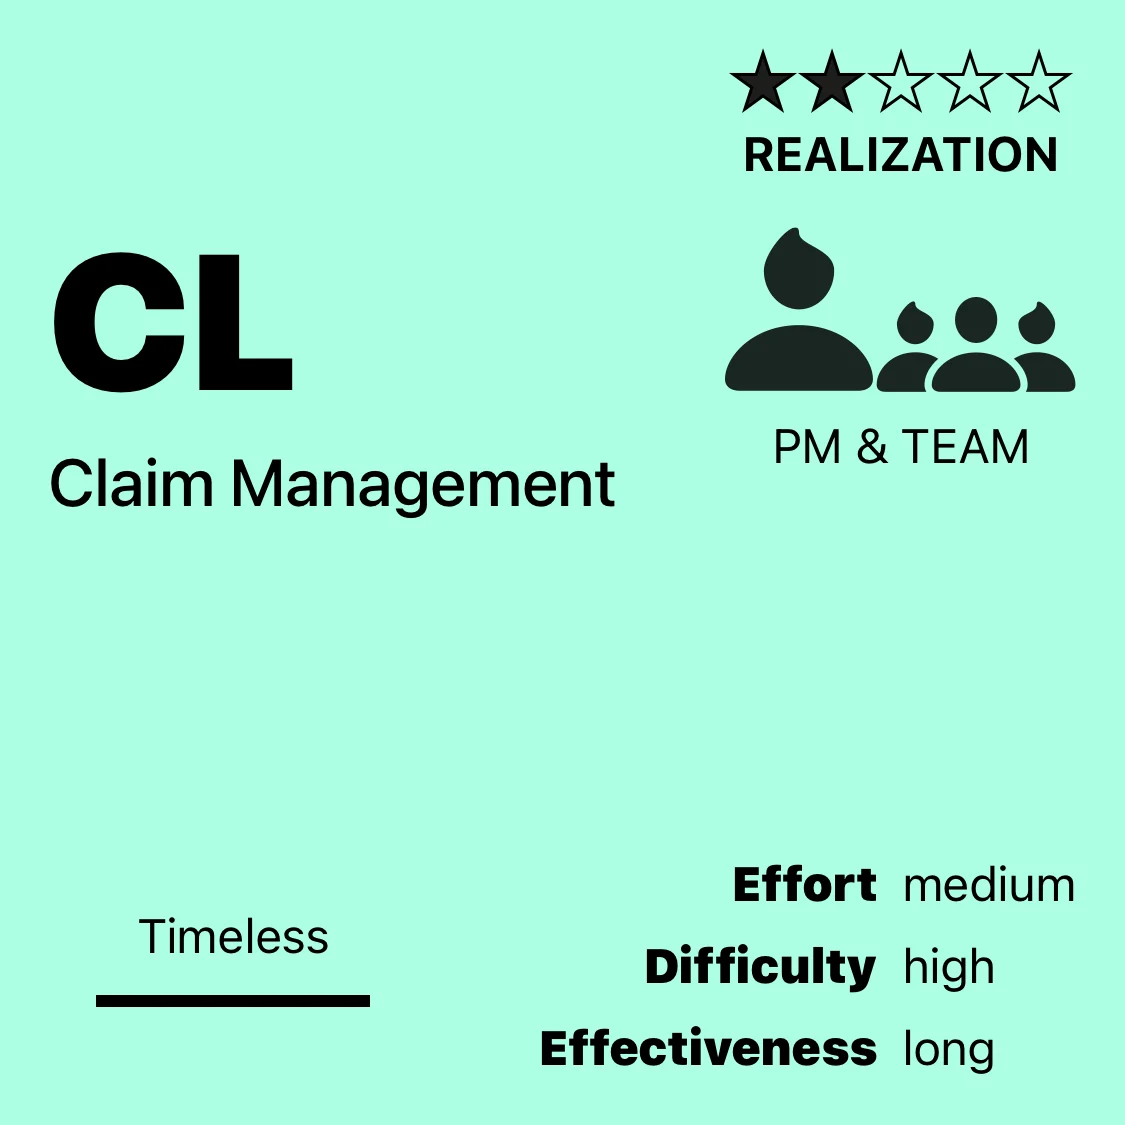 REALIZATION
CL
Claim Management
PM & TEAM
Timeless
Effort medium
Difficulty high
Effectiveness long